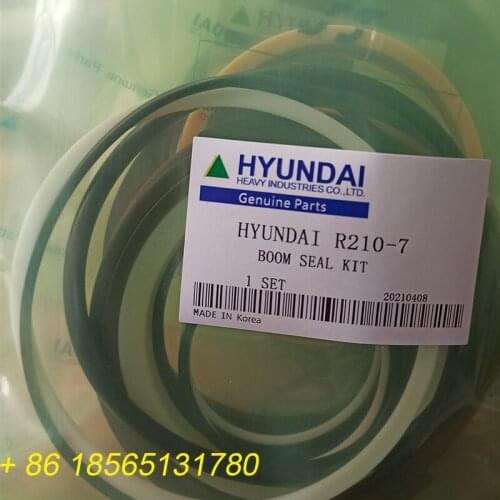 HYUNDAI
HEAVY INDUSTRIES CO.,LTD.
Genuine Parts
HYUNDAI R210-7
BOOM SEAL KIT
1 SET
20210408
MADE IN Korea
+ 86 18565131780